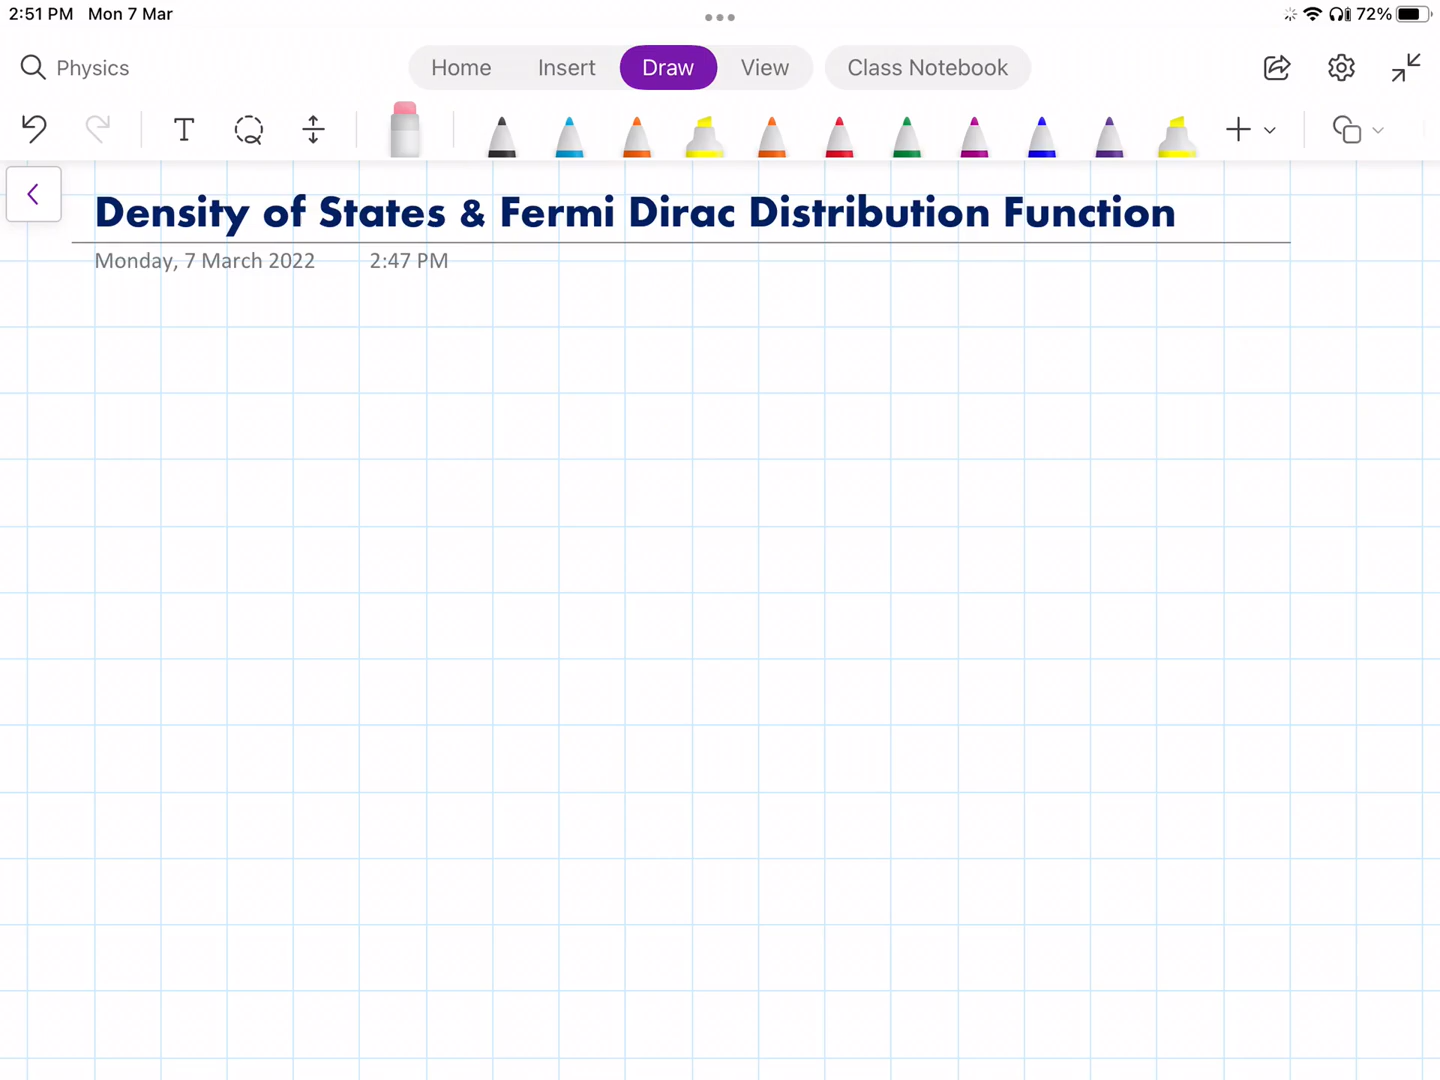 2:51 PM Mon 7 Mar
72%
Physics
Home Insert Draw View Class Notebook
T
Density of States & Fermi Dirac Distribution Function
Monday, 7 March 2022 2:47 PM